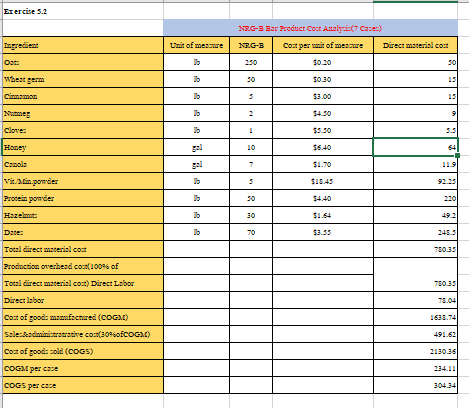 Exercise 5.2
NRG-B Bar Product Cost Analysis(7 Cases)
Ingredient Unit of measure NRG-B Cost per unit of measure Direct material cost
Oats lb 250 $0.20 50
Wheat germ lb 50 $0.30 15
Cinnamon lb 5 $3.00 15
Nutmeg lb 2 $4.50 9
Cloves lb 1 $5.50 5.5
Honey gal 10 $6.40 64
Canola gal 7 $1.70 11.9
Vit./Min.powder lb 5 $18.45 92.25
Protein powder lb 50 $4.40 220
Hazelnuts lb 30 $1.64 49.2
Dates lb 70 $3.55 248.5
Total direct material cost 780.35
Production overhead cost(100% of
Total direct material cost) Direct Labor 780.35
Direct labor 78.04
Cost of goods manufactured (COGM) 1638.74
Sales&administratrative cost(30%ofCOGM) 491.62
Cost of goods sold (COGS) 2130.36
COGM per case 234.11
COGS per case 304.34